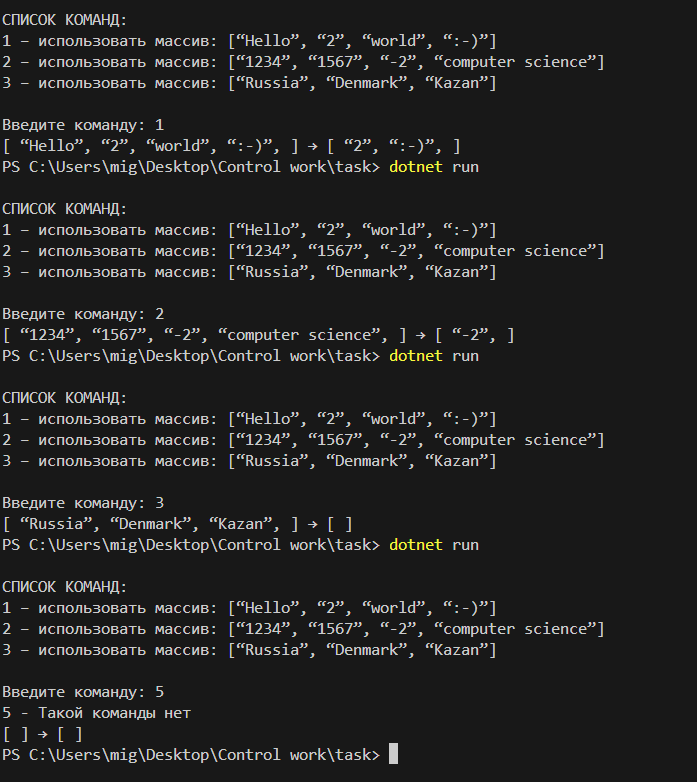 СПИСОК КОМАНД:
1 – использовать массив: [“Hello”, “2”, “world”, “:-)”]
2 – использовать массив: [“1234”, “1567”, “-2”, “computer science”]
3 – использовать массив: [“Russia”, “Denmark”, “Kazan”]
Введите команду: 1
[ “Hello”, “2”, “world”, “:-)”, ] → [ “2”, “:-)”, ]
PS C:\Users\mig\Desktop\Control work\task> dotnet run
СПИСОК КОМАНД:
1 – использовать массив: [“Hello”, “2”, “world”, “:-)”]
2 – использовать массив: [“1234”, “1567”, “-2”, “computer science”]
3 – использовать массив: [“Russia”, “Denmark”, “Kazan”]
Введите команду: 2
[ “1234”, “1567”, “-2”, “computer science”, ] → [ “-2”, ]
PS C:\Users\mig\Desktop\Control work\task> dotnet run
СПИСОК КОМАНД:
1 – использовать массив: [“Hello”, “2”, “world”, “:-)”]
2 – использовать массив: [“1234”, “1567”, “-2”, “computer science”]
3 – использовать массив: [“Russia”, “Denmark”, “Kazan”]
Введите команду: 3
[ “Russia”, “Denmark”, “Kazan”, ] → [ ]
PS C:\Users\mig\Desktop\Control work\task> dotnet run
СПИСОК КОМАНД:
1 – использовать массив: [“Hello”, “2”, “world”, “:-)”]
2 – использовать массив: [“1234”, “1567”, “-2”, “computer science”]
3 – использовать массив: [“Russia”, “Denmark”, “Kazan”]
Введите команду: 5
5 - Такой команды нет
[ ] → [ ]
PS C:\Users\mig\Desktop\Control work\task>